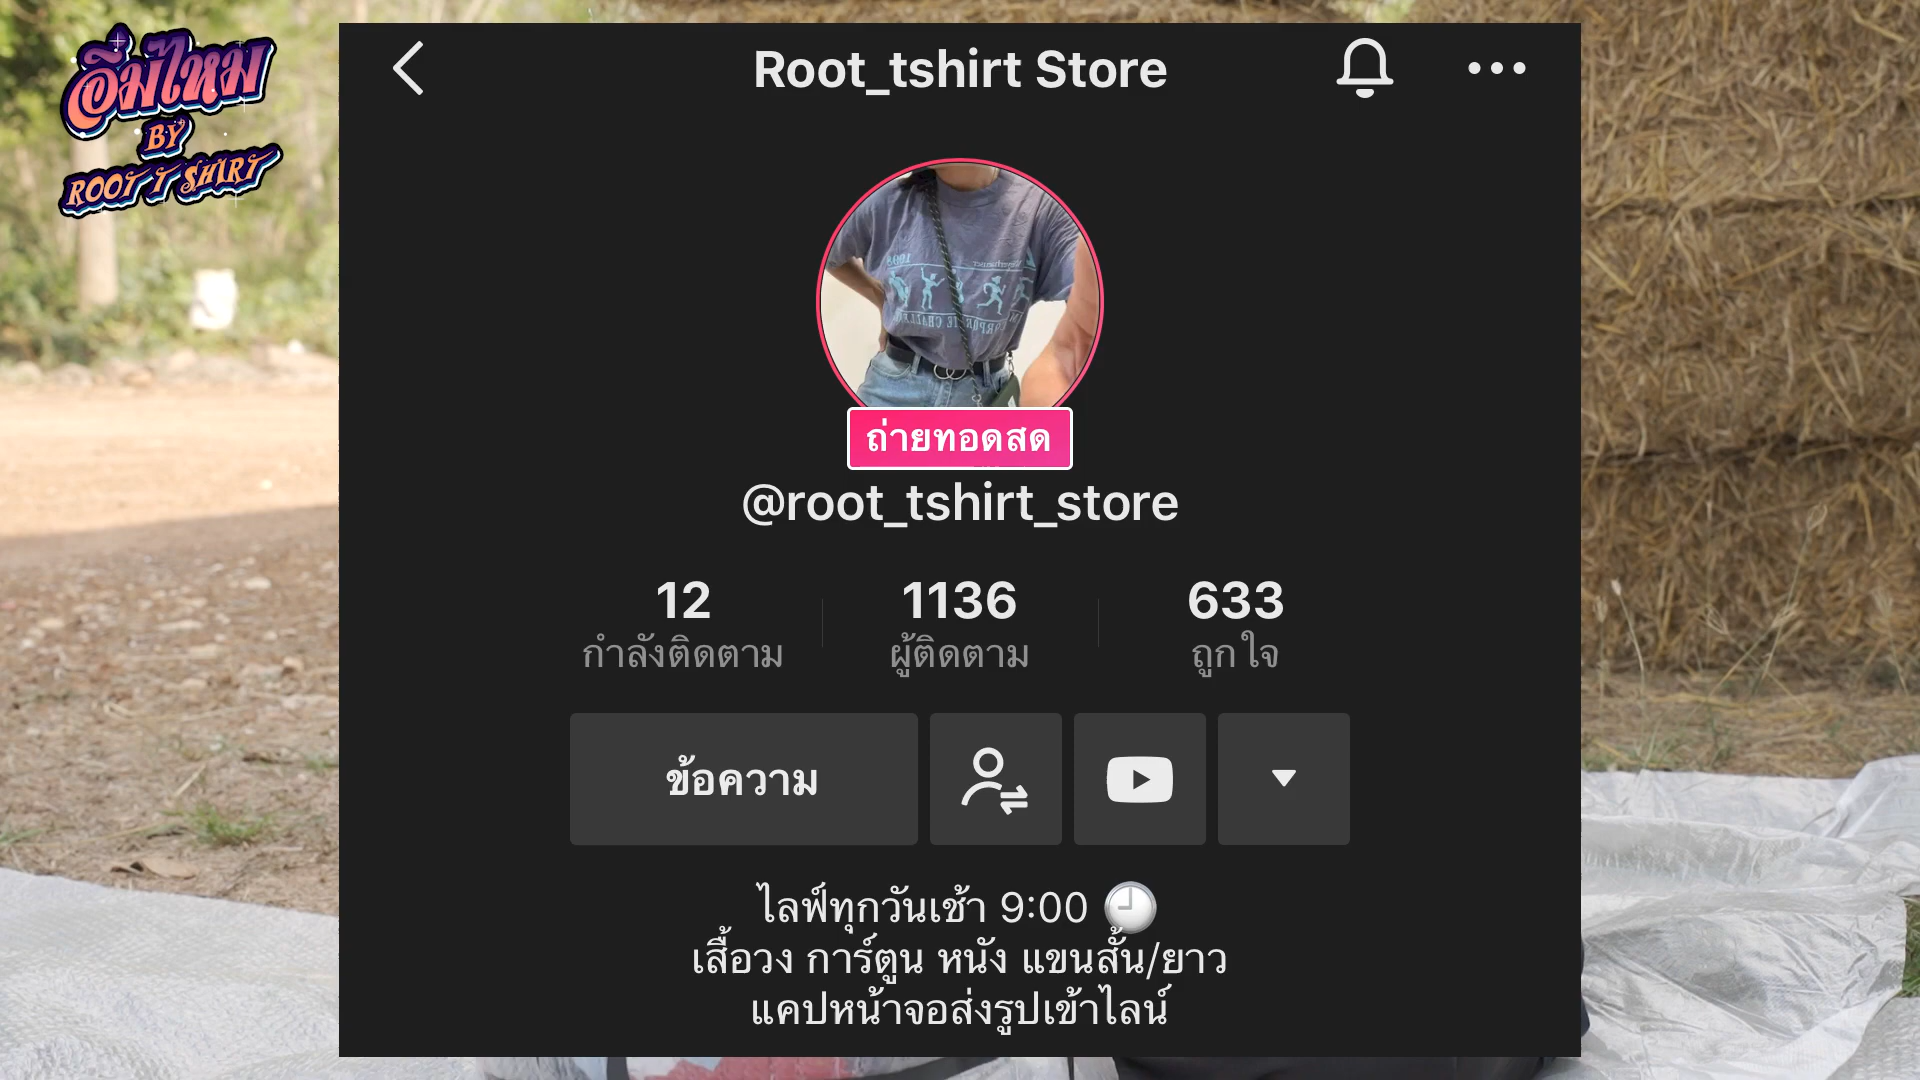 อิ่มไหม
BY
ROOT T SHIRT
Root_tshirt Store
1998
ถ่ายทอดสด
@root_tshirt_store
12
1136
633
กำลังติดตาม
ผู้ติดตาม
ถูกใจ
ข้อความ
ไลฟ์ทุกวันเช้า 9:00
เสื้อวง การ์ตูน หนัง แขนสั้น/ยาว
แคปหน้าจอส่งรูปเข้าไลน์